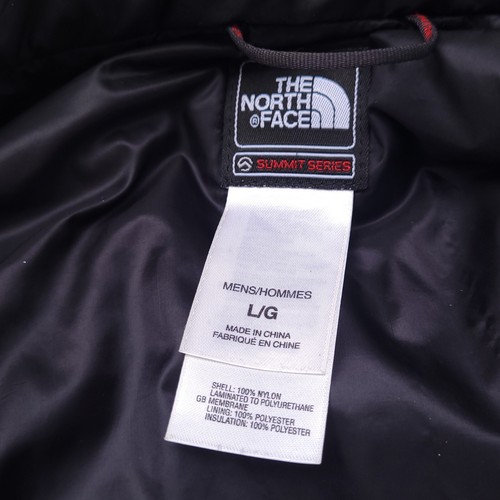 THE
NORTH
®FACE
SUMMIT SERIES
MENS/HOMMES
L/G
MADE IN CHINA
FABRIQUÉ EN CHINE
SHELL: 100% NYLON
LAMINATED TO POLYURETHANE
GB MEMBRANE
LINING: 100% POLYESTER
INSULATION: 100% POLYESTER